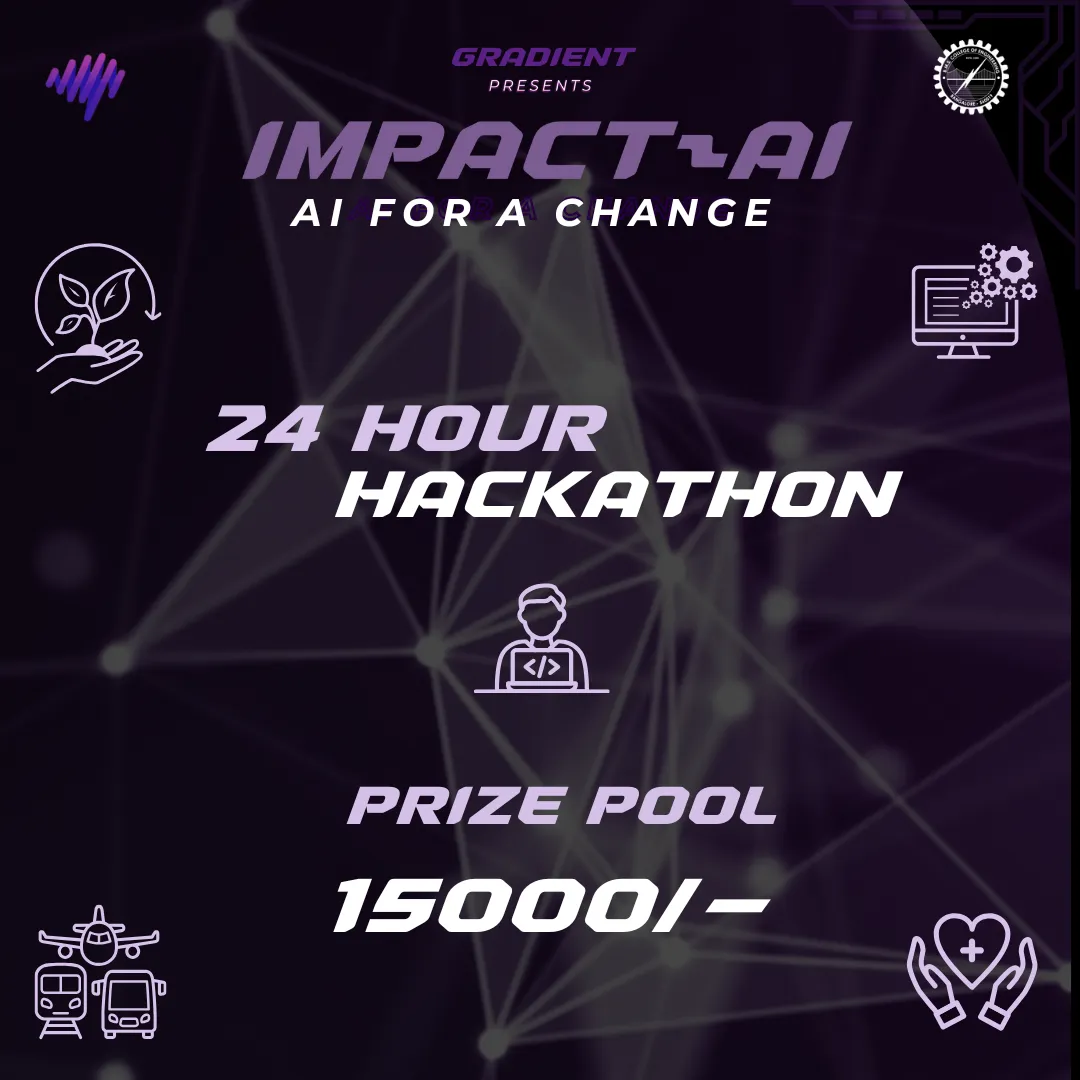 GRADIENT
PRESENTS
IMPACT~AI
AI FOR A CHANGE
24 HOUR
HACKATHON
</>
PRIZE POOL
15000/-